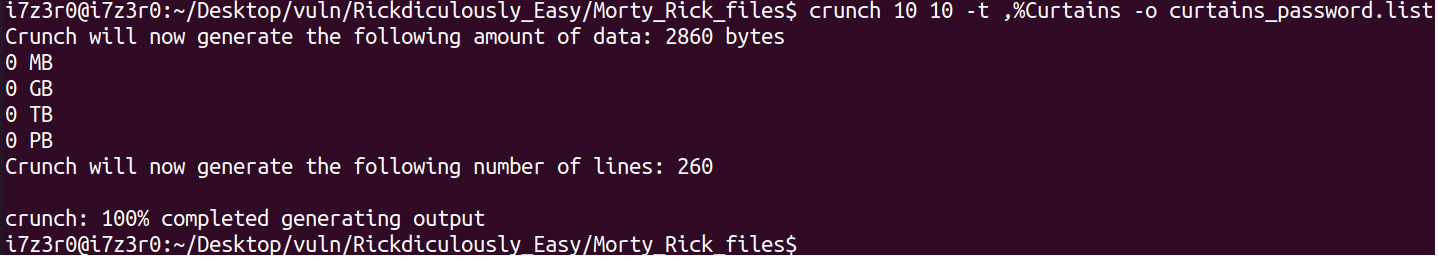 i7z3r0@i7z3r0:~/Desktop/vuln/Rickdiculously_Easy/Morty_Rick_files$ crunch 10 10 -t ,%Curtains -o curtains_password.list
Crunch will now generate the following amount of data: 2860 bytes
0 MB
0 GB
0 TB
0 PB
Crunch will now generate the following number of lines: 260
crunch: 100% completed generating output
i7z3r0@i7z3r0:~/Desktop/vuln/Rickdiculously_Easy/Morty_Rick_files$